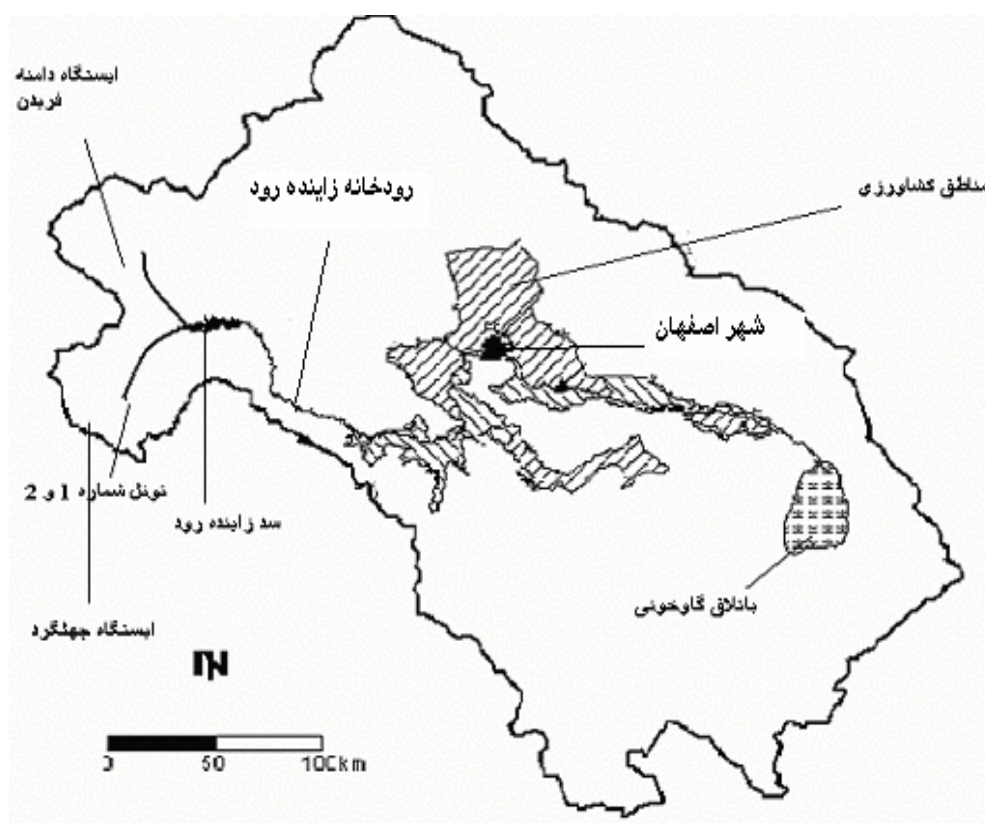 ایستگاه دامنه
فریدن
رودخانه زاینده رود
مناطق کشاورزی
شهر اصفهان
تونل شماره 1 و 2
سد زاینده رود
باتلاق گاوخونی
ایستگاه چهلگرد
N
0 50 100km